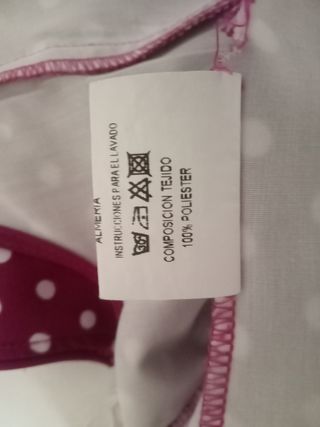 ALMERIA
INSTRUCCIONES PARA EL LAVADO
COMPOSICION TEJIDO
100% POLIESTER